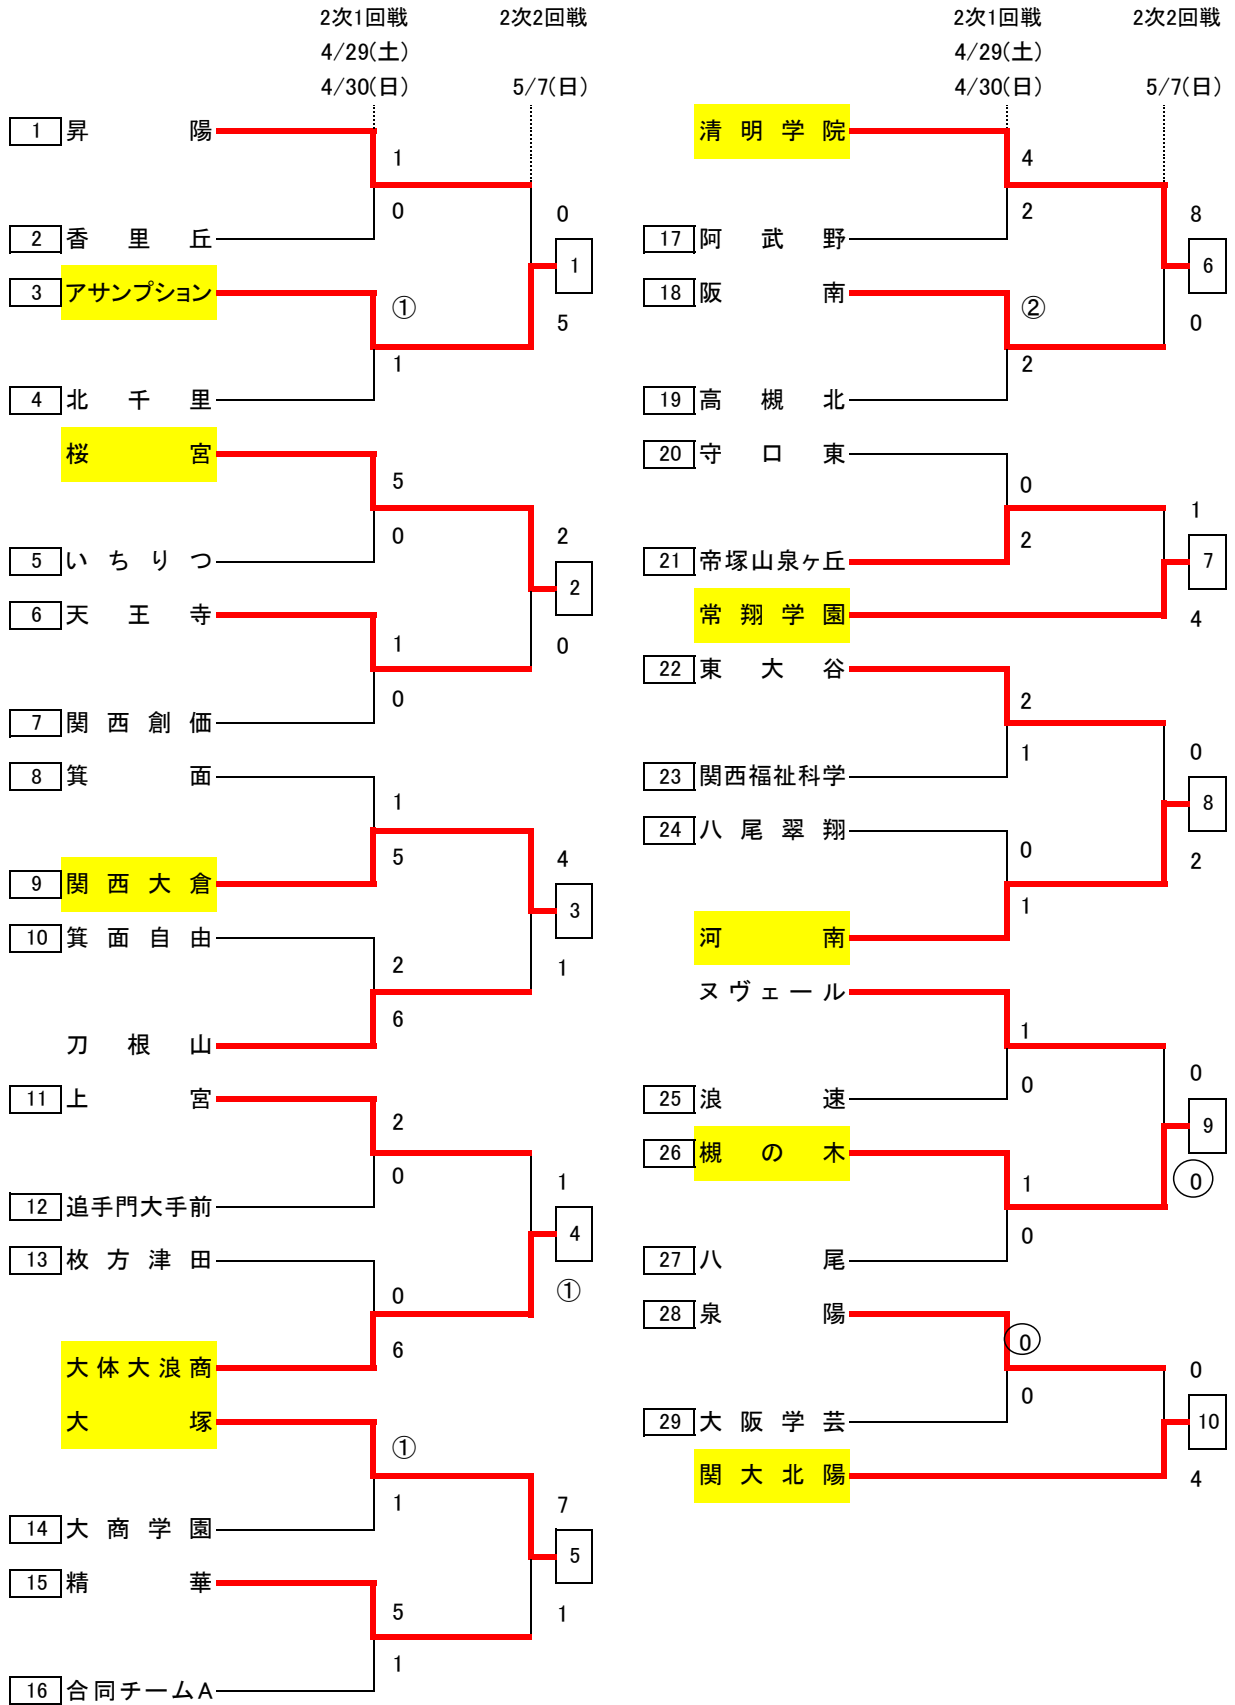 2次1回戦 2次2回戦
4/29(土)
4/30(日) 5/7(日)
1 昇陽
1
0
2 香里丘
0
1
3 アサンプション
①
5
1
4 北千里
桜宮
5
0
2
5 いちりつ
2
6 天王寺
1
0
0
7 関西創価
8 箕面
1
5
4
9 関西大倉
3
10 箕面自由
2
1
6
刀根山
11 上宮
2
0
1
12 追手門大手前
4
13 枚方津田
0
①
6
大体大浪商
大塚
①
1
7
14 大商学園
5
15 精華
5
1
1
16 合同チームA
2次1回戦 2次2回戦
4/29(土)
4/30(日) 5/7(日)
清明学院
4
2
8
17 阿武野
6
18 阪南
②
0
2
19 高槻北
20 守口東
0
1
2
21 帝塚山泉ヶ丘
7
常翔学園
4
22 東大谷
2
1
0
23 関西福祉科学
8
24 八尾翠翔
0
2
1
河南
ヌヴェール
1
0
0
25 浪速
9
26 槻の木
1
⓪
0
27 八尾
28 泉陽
⓪
0
0
29 大阪学芸
10
関大北陽
4